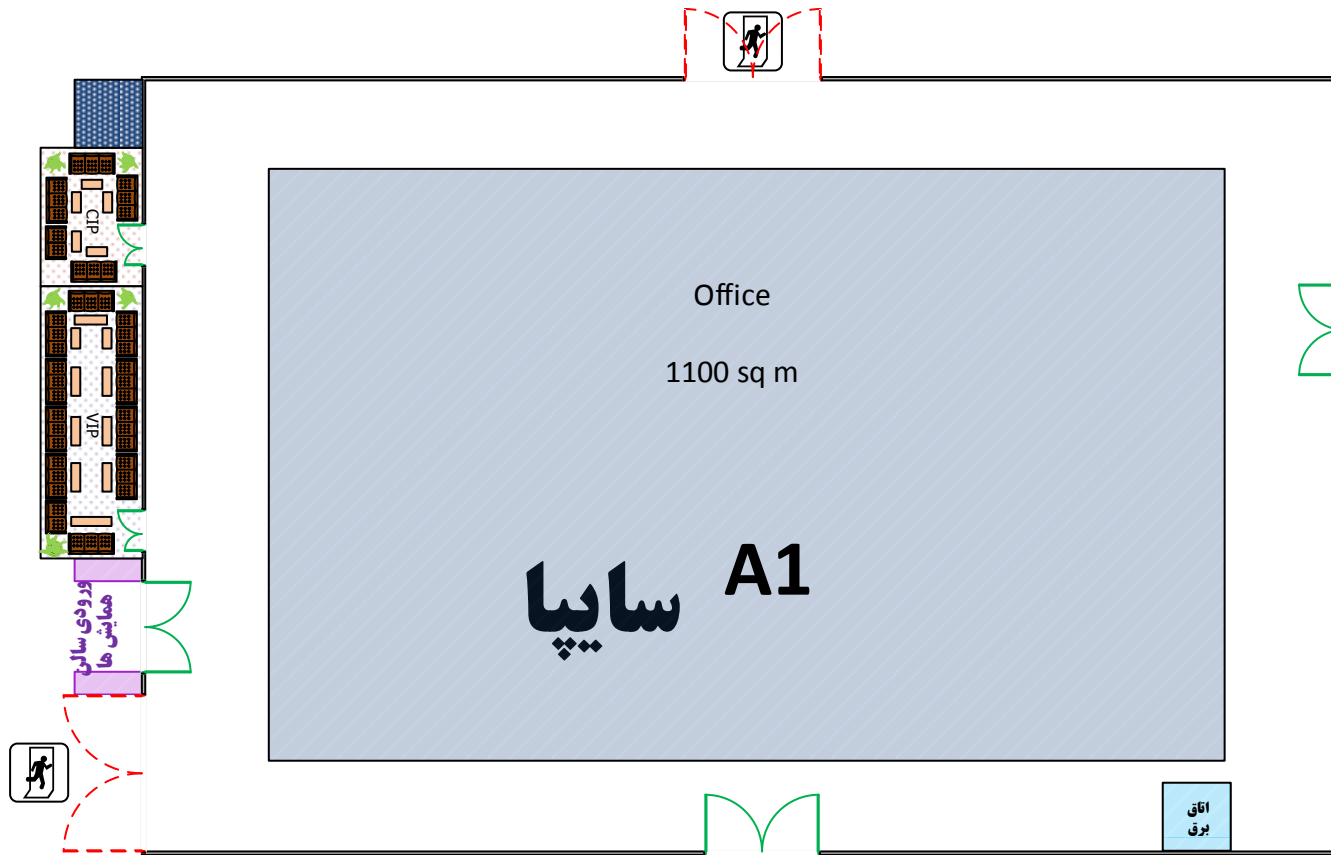 CIP
Office
1100 sq m
VIP
A1
سایپا
ورودی سالن
همایش ها
اتاق
برق